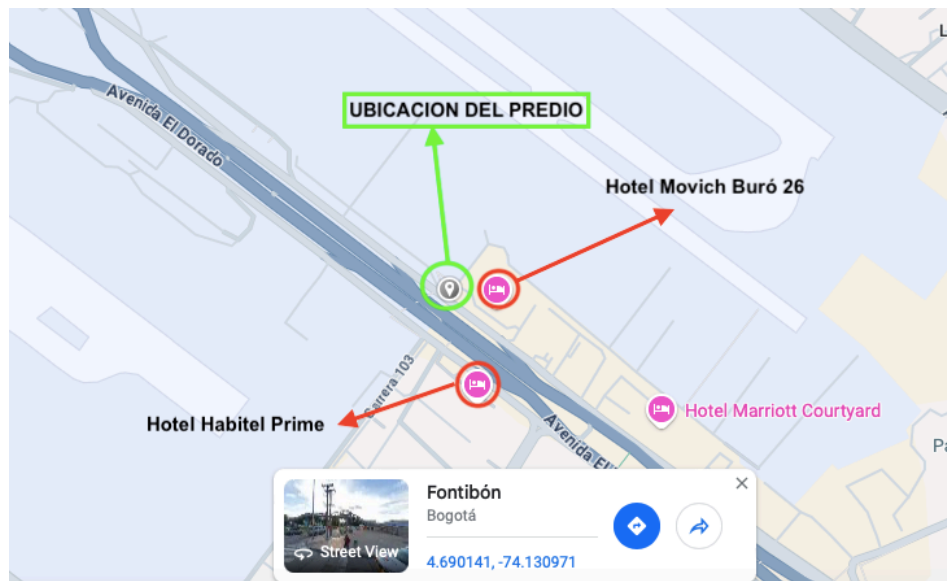 L
Avenida El Dorado
UBICACION DEL PREDIO
Hotel Movich Buró 26
Carrera 103
Hotel Habitel Prime
Hotel Marriott Courtyard
Avenida El
Pa
Fontibón
Bogotá
Street View
4.690141, -74.130971